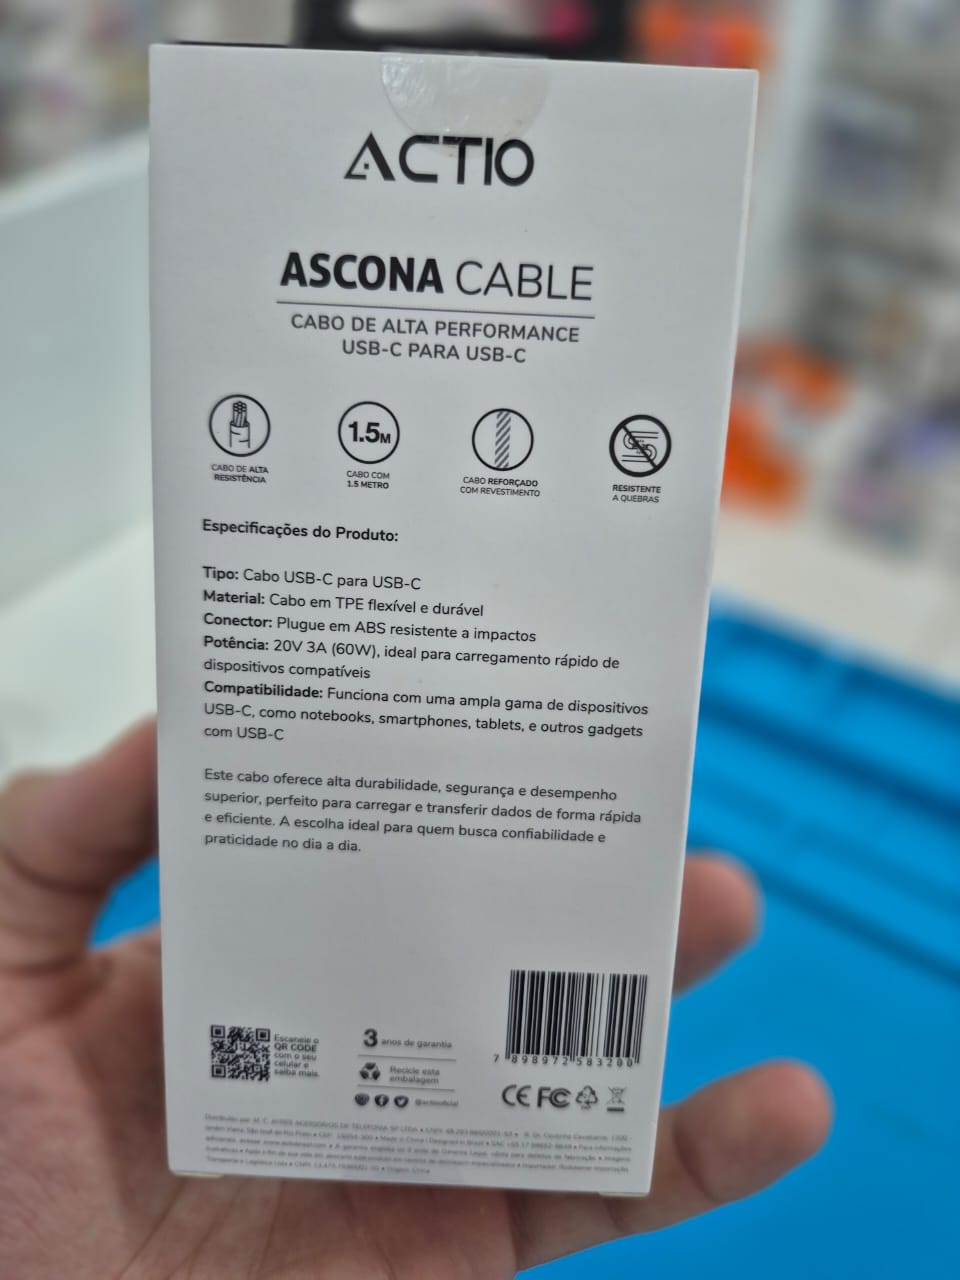 ACTIO
ASCONA CABLE
CABO DE ALTA PERFORMANCE
USB-C PARA USB-C
CABO DE ALTA
RESISTÊNCIA
1.5M
CABO COM
1.5 METRO
CABO REFORÇADO
COM REVESTIMENTO
RESISTENTE
A QUEBRAS
Especificações do Produto:
Tipo: Cabo USB-C para USB-C
Material: Cabo em TPE flexível e durável
Conector: Plugue em ABS resistente a impactos
Potência: 20V 3A (60W), ideal para carregamento rápido de
dispositivos compatíveis
Compatibilidade: Funciona com uma ampla gama de dispositivos
USB-C, como notebooks, smartphones, tablets, e outros gadgets
com USB-C
Este cabo oferece alta durabilidade, segurança e desempenho
superior, perfeito para carregar e transferir dados de forma rápida
e eficiente. A escolha ideal para quem busca confiabilidade e
praticidade no dia a dia.
Escaneie o
QR CODE
com o seu
celular e
saiba mais.
3 anos de garantia
Recicle esta
embalagem
@actiooficial
7 898972 583200
CE FC